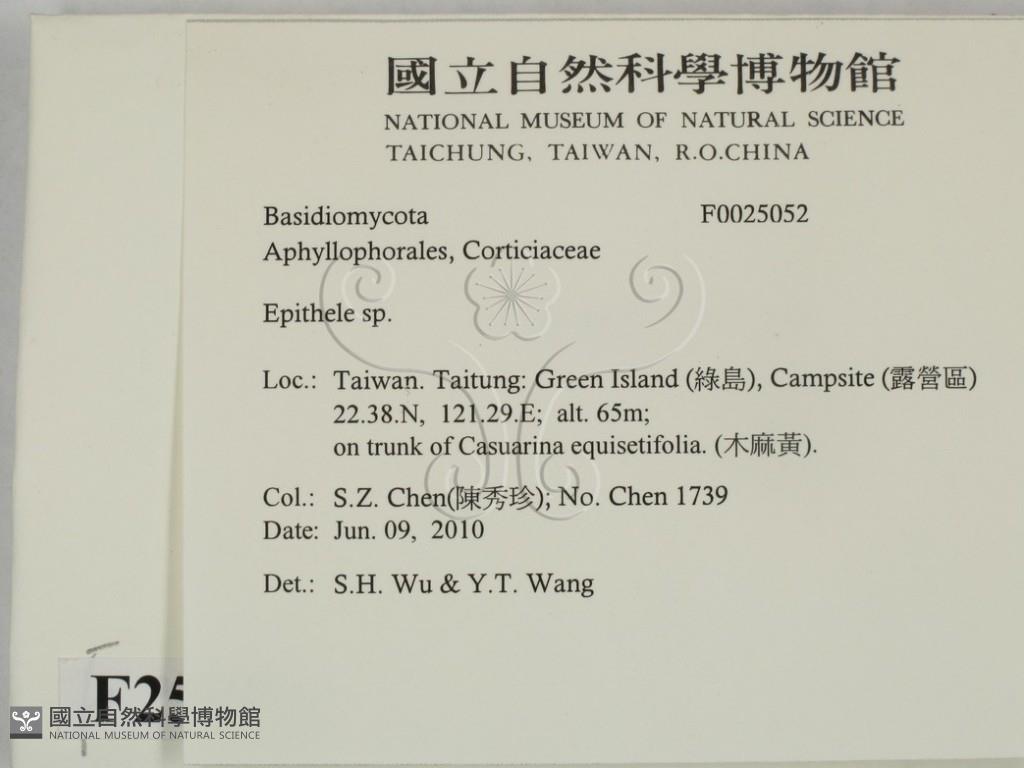 國立自然科學博物館
NATIONAL MUSEUM OF NATURAL SCIENCE
TAICHUNG, TAIWAN, R.O.CHINA
Basidiomycota F0025052
Aphyllophorales, Corticiaceae
Epithele sp.
Loc.: Taiwan. Taitung: Green Island (綠島), Campsite (露營區)
22.38.N, 121.29.E; alt. 65m;
on trunk of Casuarina equisetifolia. (木麻黃).
Col.: S.Z. Chen(陳秀珍); No. Chen 1739
Date: Jun. 09, 2010
Det.: S.H. Wu & Y.T. Wang
F25
國立自然科學博物館
NATIONAL MUSEUM OF NATURAL SCIENCE